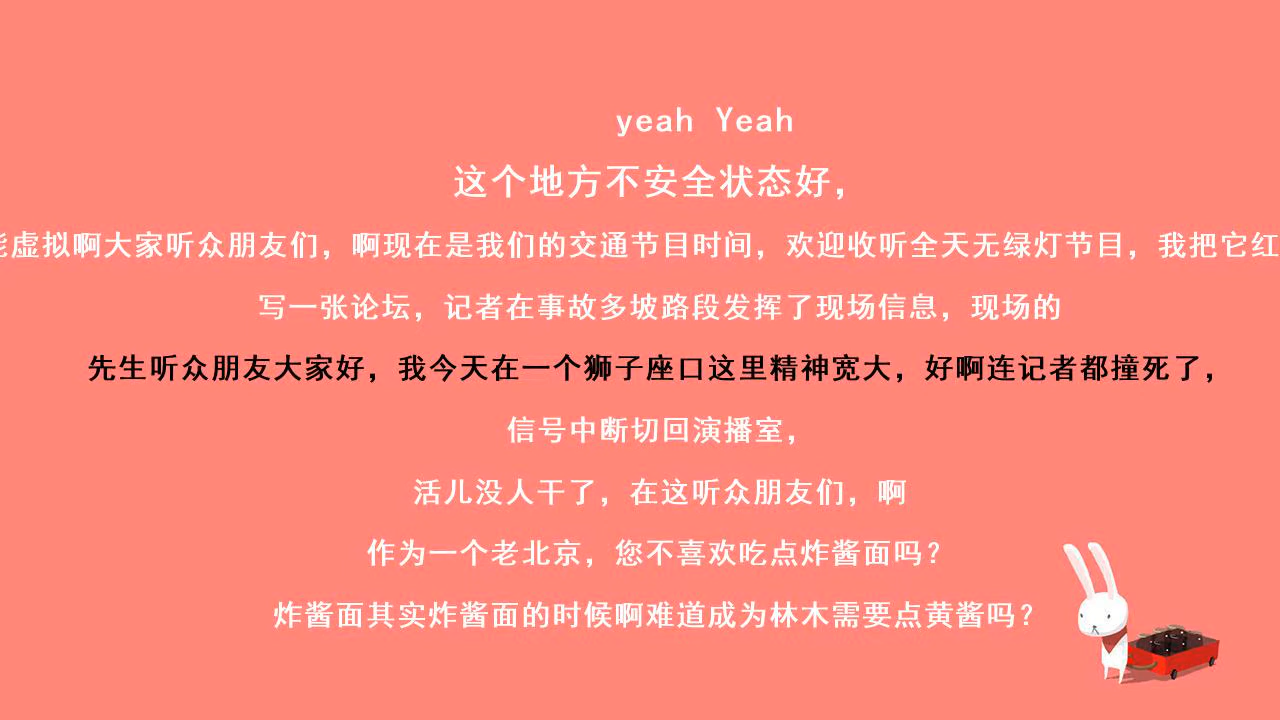 yeah Yeah
这个地方不安全状态好，
能虚拟啊大家听众朋友们，啊现在是我们的交通节目时间，欢迎收听全天无绿灯节目，我把它红
写一张论坛，记者在事故多坡路段发挥了现场信息，现场的
先生听众朋友大家好，我今天在一个狮子座口这里精神宽大，好啊连记者都撞死了，
信号中断切回演播室，
活儿没人干了，在这听众朋友们，啊
作为一个老北京，您不喜欢吃点炸酱面吗？
炸酱面其实炸酱面的时候啊难道成为林木需要点黄酱吗？